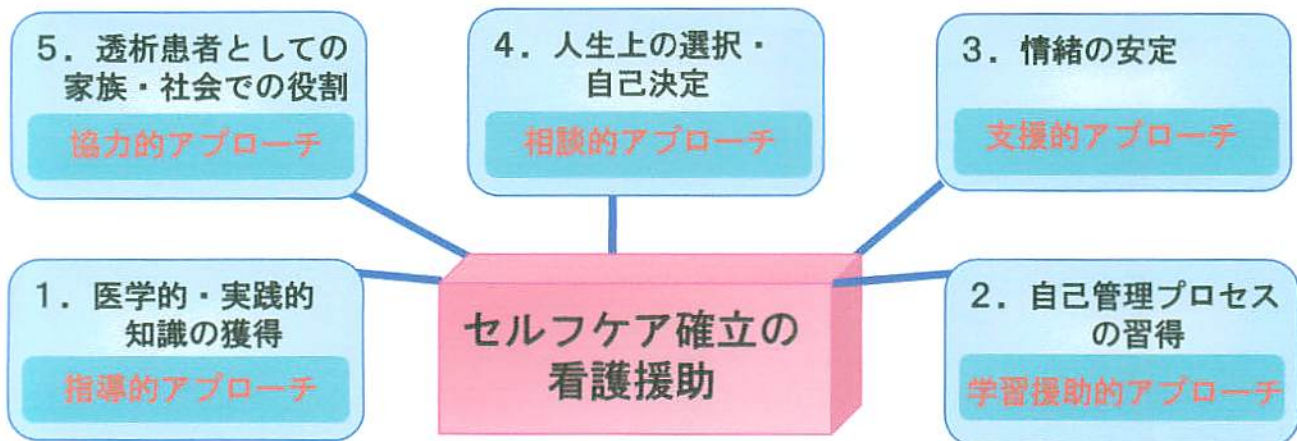 5．透析患者としての
家族・社会での役割
協力的アプローチ
4．人生上の選択・
自己決定
相談的アプローチ
3．情緒の安定
支援的アプローチ
1．医学的・実践的
知識の獲得
指導的アプローチ
セルフケア確立の
看護援助
2．自己管理プロセス
の習得
学習援助的アプローチ